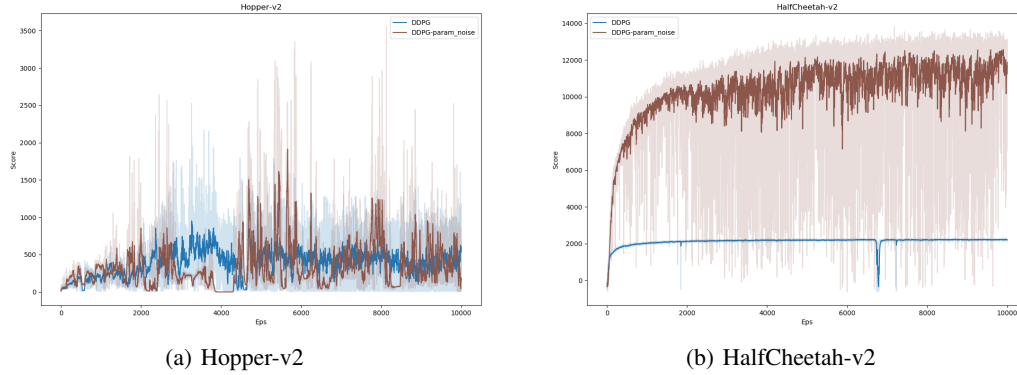 Hopper-v2
DDPG
DDPG-param_noise
3500
3000
2500
2000
1500
1000
500
0
Score
0 2000 4000 6000 8000 10000
Eps
(a) Hopper-v2
HalfCheetah-v2
DDPG
DDPG-param_noise
14000
12000
10000
8000
6000
4000
2000
0
Score
0 2000 4000 6000 8000 10000
Eps
(b) HalfCheetah-v2